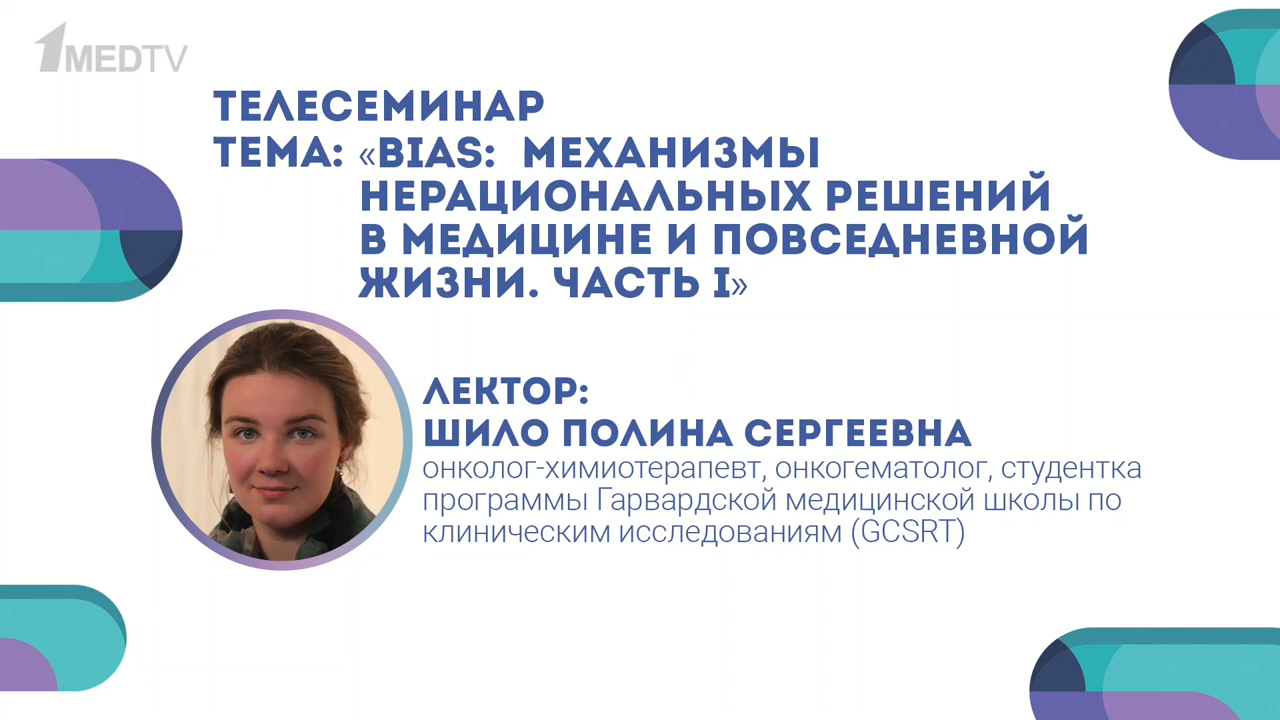 1MEDTV
ТЕЛЕСЕМИНАР
ТЕМА: «BIAS: МЕХАНИЗМЫ
НЕРАЦИОНАЛЬНЫХ РЕШЕНИЙ
В МЕДИЦИНЕ И ПОВСЕДНЕВНОЙ
ЖИЗНИ. ЧАСТЬ I»
ЛЕКТОР:
ШИЛО ПОЛИНА СЕРГЕЕВНА
онколог-химиотерапевт, онкогематолог, студентка
программы Гарвардской медицинской школы по
клиническим исследованиям (GCSRT)